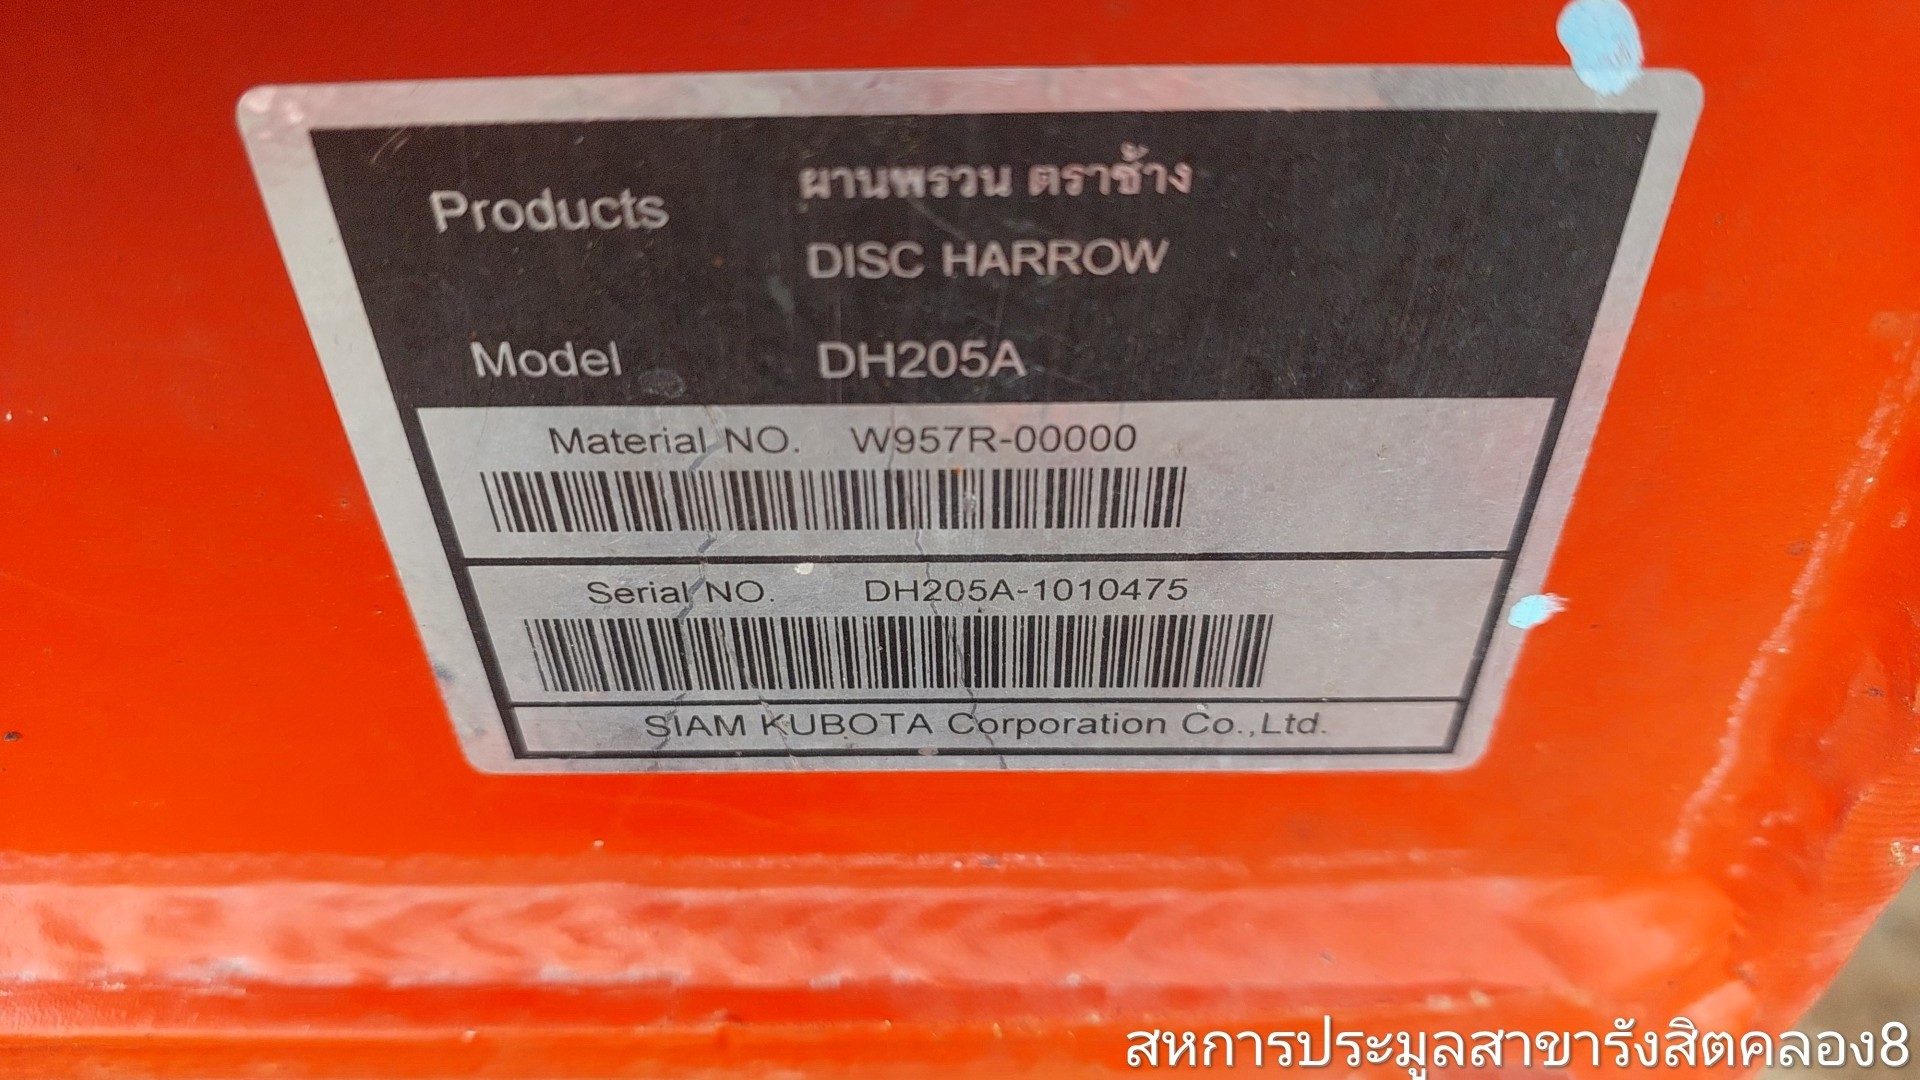 Products ผานพรวน ตราช้าง
DISC HARROW
Model DH205A
Material NO. W957R-00000
Serial NO. DH205A-1010475
SIAM KUBOTA Corporation Co.,Ltd.
สหการประมูลสาขารังสิตคลอง8